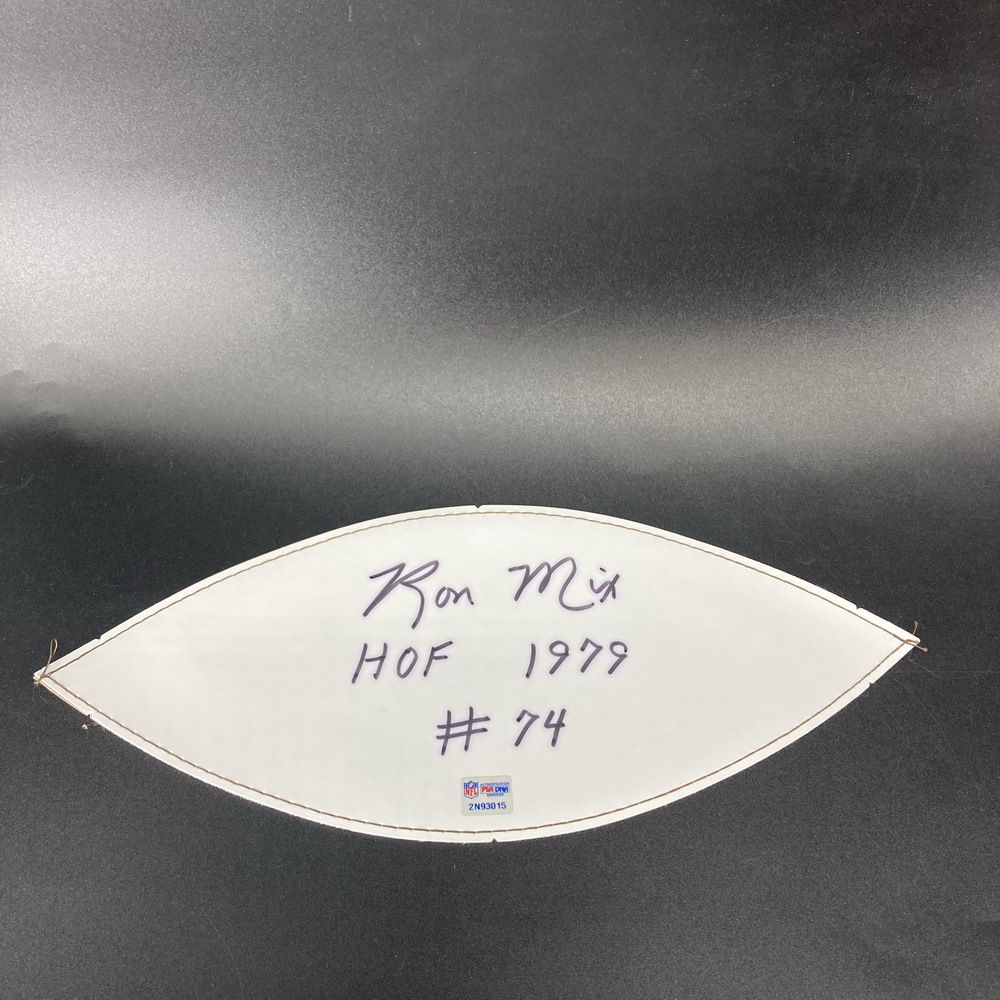 Ron Mix
HOF 1979
# 74
NFL PSA DNA
2N93015